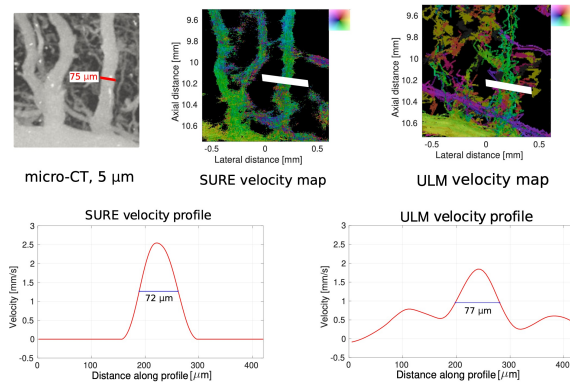 75 μm
micro-CT, 5 μm
Axial distance [mm]
9.6
9.8
10
10.2
10.4
10.6
-0.5
0
0.5
Lateral distance [mm]
SURE velocity map
Axial distance [mm]
9.6
9.8
10
10.2
10.4
10.6
-0.5
0
0.5
Lateral distance [mm]
ULM velocity map
SURE velocity profile
Velocity [mm/s]
3
2.5
2
1.5
1
0.5
0
-0.5
72 μm
0
100
200
300
400
Distance along profile [μm]
ULM velocity profile
Velocity [mm/s]
3
2.5
2
1.5
1
0.5
0
-0.5
77 μm
0
100
200
300
400
Distance along profile [μm]